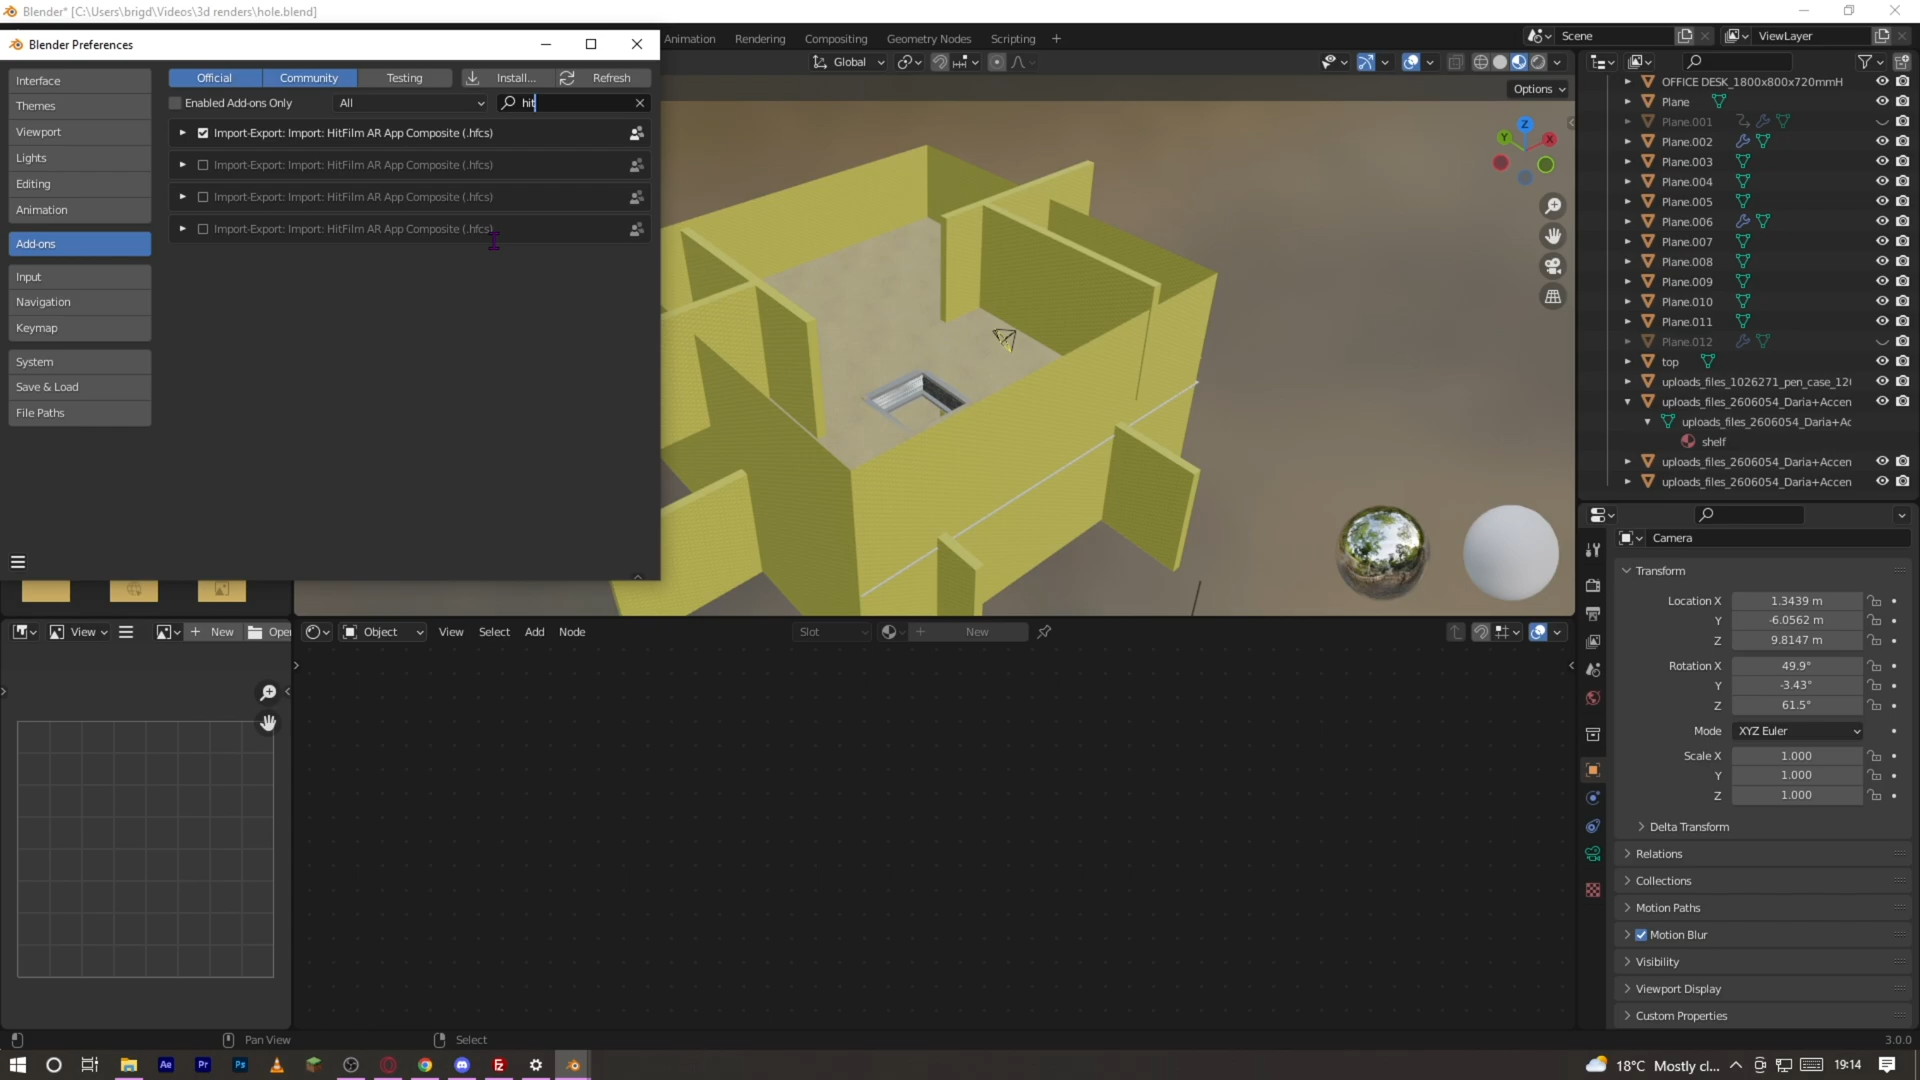 Blender* [C:\Users\brigd\Videos\3d renders\hole.blend]
Blender Preferences
Animation Rendering Compositing Geometry Nodes Scripting +
Scene
ViewLayer
Global
Options
Interface
Themes
Viewport
Lights
Editing
Animation
Add-ons
Input
Navigation
Keymap
System
Save & Load
File Paths
Official Community Testing Install... Refresh
Enabled Add-ons Only All hit
Import-Export: Import: HitFilm AR App Composite (.hfcs)
Import-Export: Import: HitFilm AR App Composite (.hfcs)
Import-Export: Import: HitFilm AR App Composite (.hfcs)
Import-Export: Import: HitFilm AR App Composite (.hfcs)
Z
Y
X
OFFICE DESK_1800x800x720mmH
Plane
Plane.001
Plane.002
Plane.003
Plane.004
Plane.005
Plane.006
Plane.007
Plane.008
Plane.009
Plane.010
Plane.011
Plane.012
top
uploads_files_1026271_pen_case_12(
uploads_files_2606054_Daria+Accen
uploads_files_2606054_Daria+Ac
shelf
uploads_files_2606054_Daria+Accen
uploads_files_2606054_Daria+Accen
Camera
Transform
Location X 1.3439 m
Y -6.0562 m
Z 9.8147 m
Rotation X 49.9°
Y -3.43°
Z 61.5°
Mode XYZ Euler
Scale X 1.000
Y 1.000
Z 1.000
Delta Transform
Relations
Collections
Motion Paths
Motion Blur
Visibility
Viewport Display
Custom Properties
View New Oper
Object View Select Add Node Slot New
Pan View Select
3.0.0
Ae Pr Ps
18°C Mostly cl... 19:14